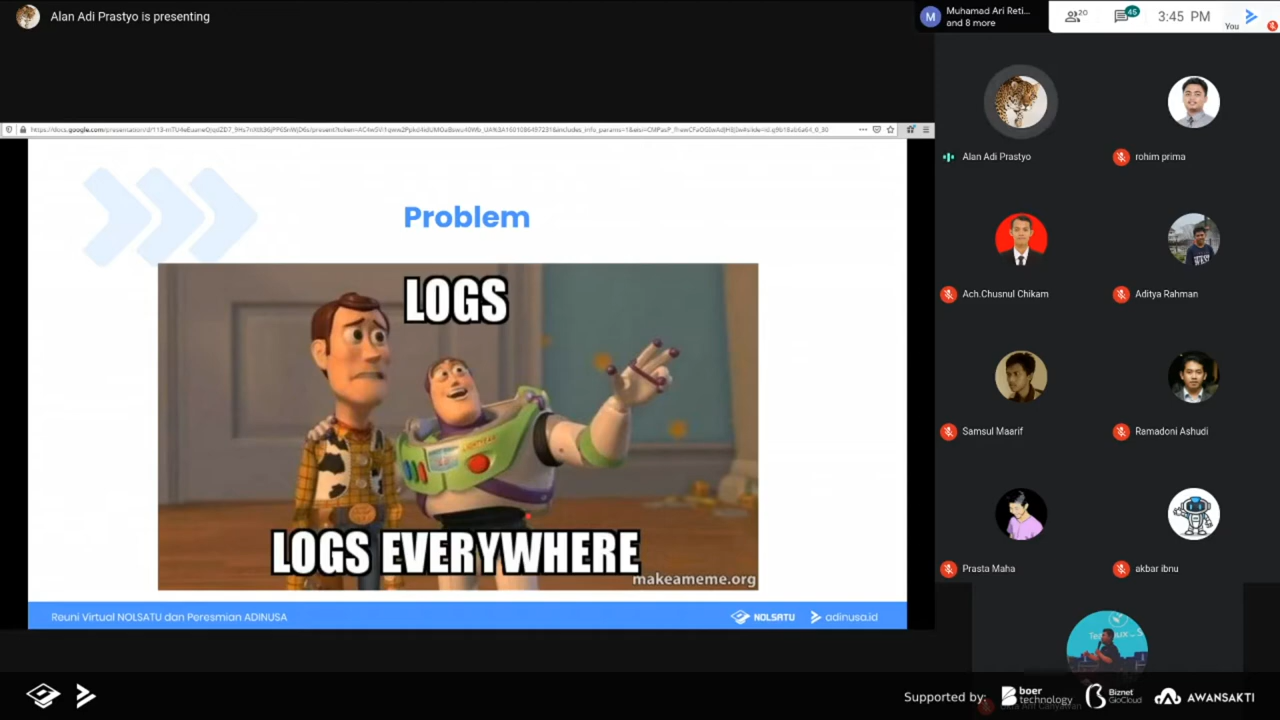 Alan Adi Prastyo is presenting
Muhamad Ari Reti...
and 8 more
20
45
3:45 PM
You
M
Problem
LOGS
LOGS EVERYWHERE
makeameme.org
Reuni Virtual NOLSATU dan Peresmian ADINUSA
NOLSATU
adinusa.id
Alan Adi Prastyo
rohim prima
Ach.Chusnul Chikam
Aditya Rahman
Samsul Maarif
Ramadoni Ashudi
Prasta Maha
akbar ibnu
Supported by:
boer
technology
Biznet
GioCloud
AWANSAKTI